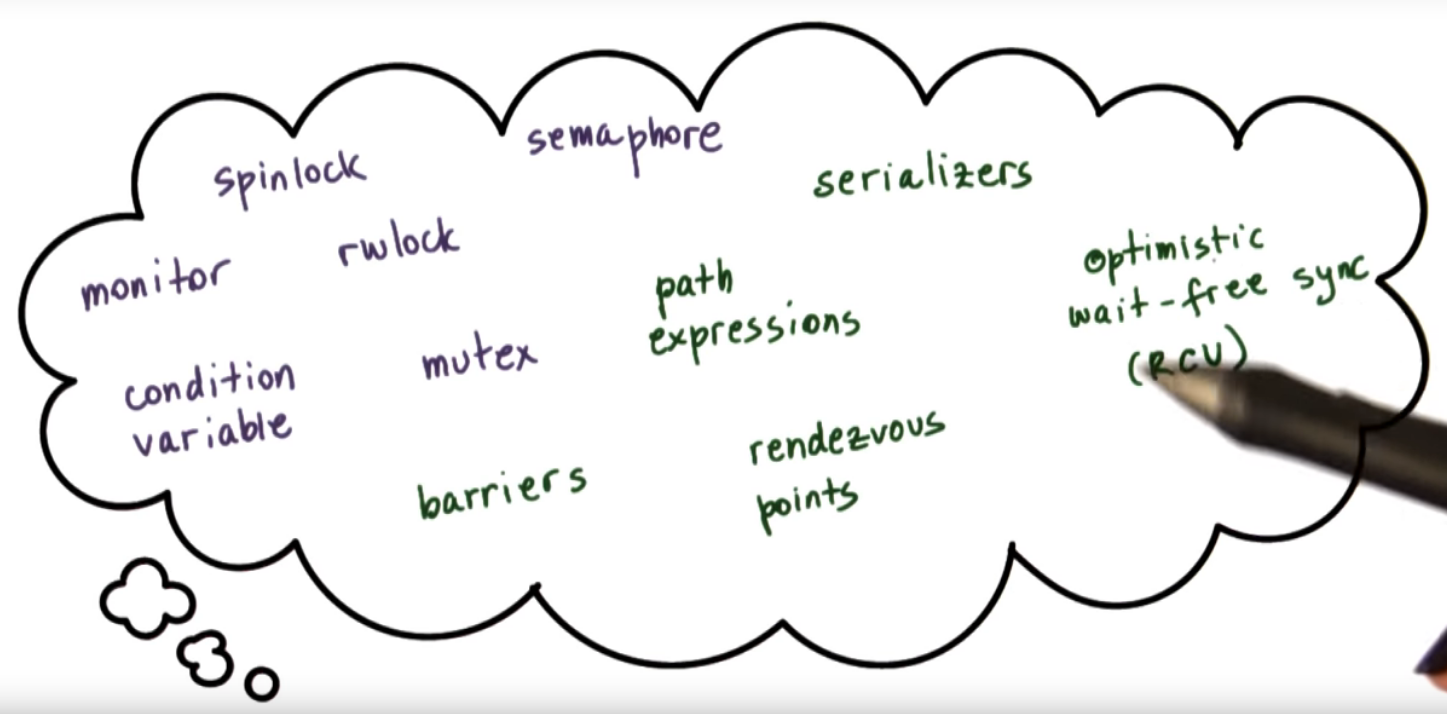 semaphore
spinlock
serializers
rwlock
monitor
optimistic
wait-free sync
(RCU)
path
expressions
mutex
condition
variable
rendezvous
points
barriers